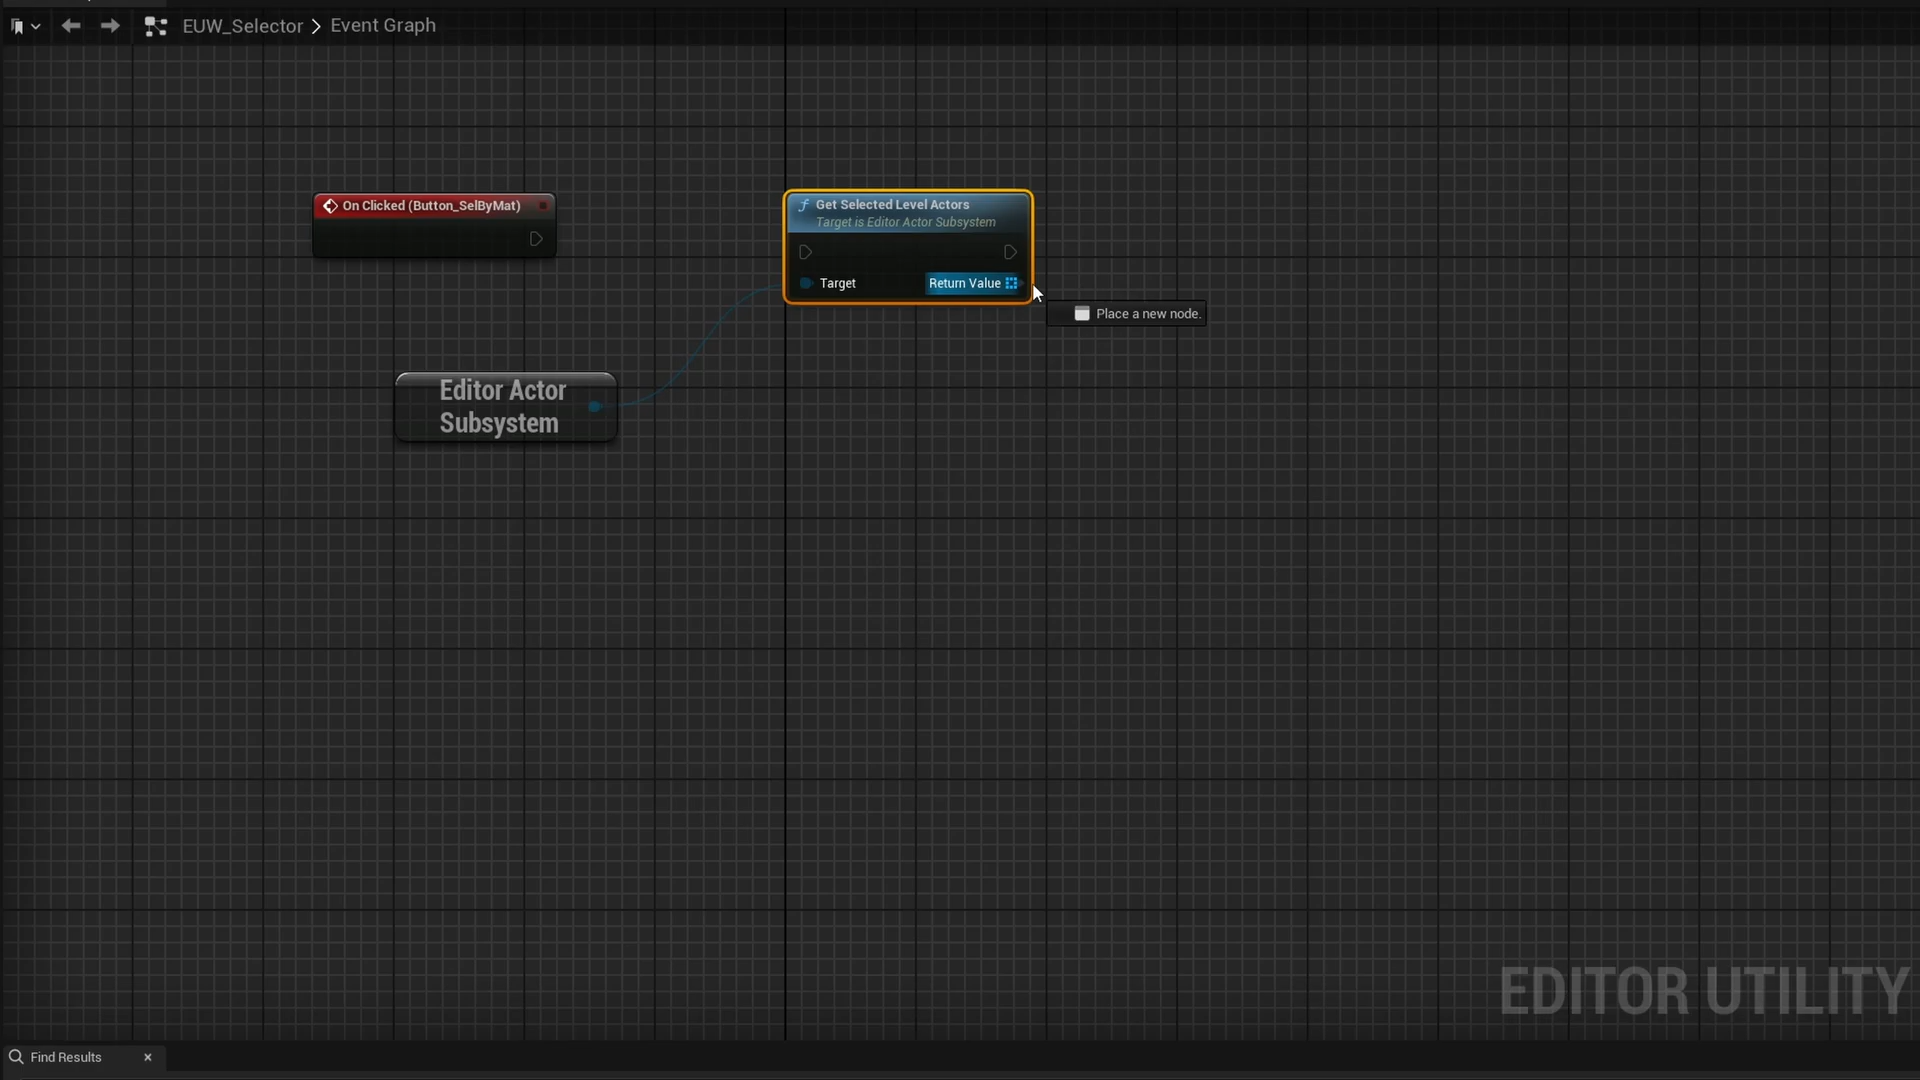 EUW_Selector > Event Graph
On Clicked (Button_SelByMat)
Get Selected Level Actors
Target is Editor Actor Subsystem
Target
Return Value
Place a new node.
Editor Actor
Subsystem
EDITOR UTILITY
Find Results